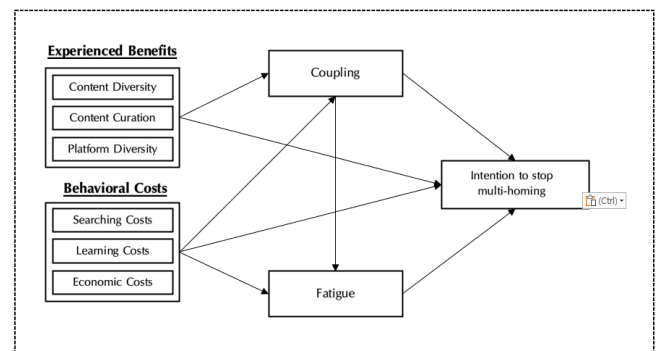 Experienced Benefits
Content Diversity
Content Curation
Platform Diversity
Behavioral Costs
Searching Costs
Learning Costs
Economic Costs
Coupling
Fatigue
Intention to stop
multi-homing
(Ctrl)